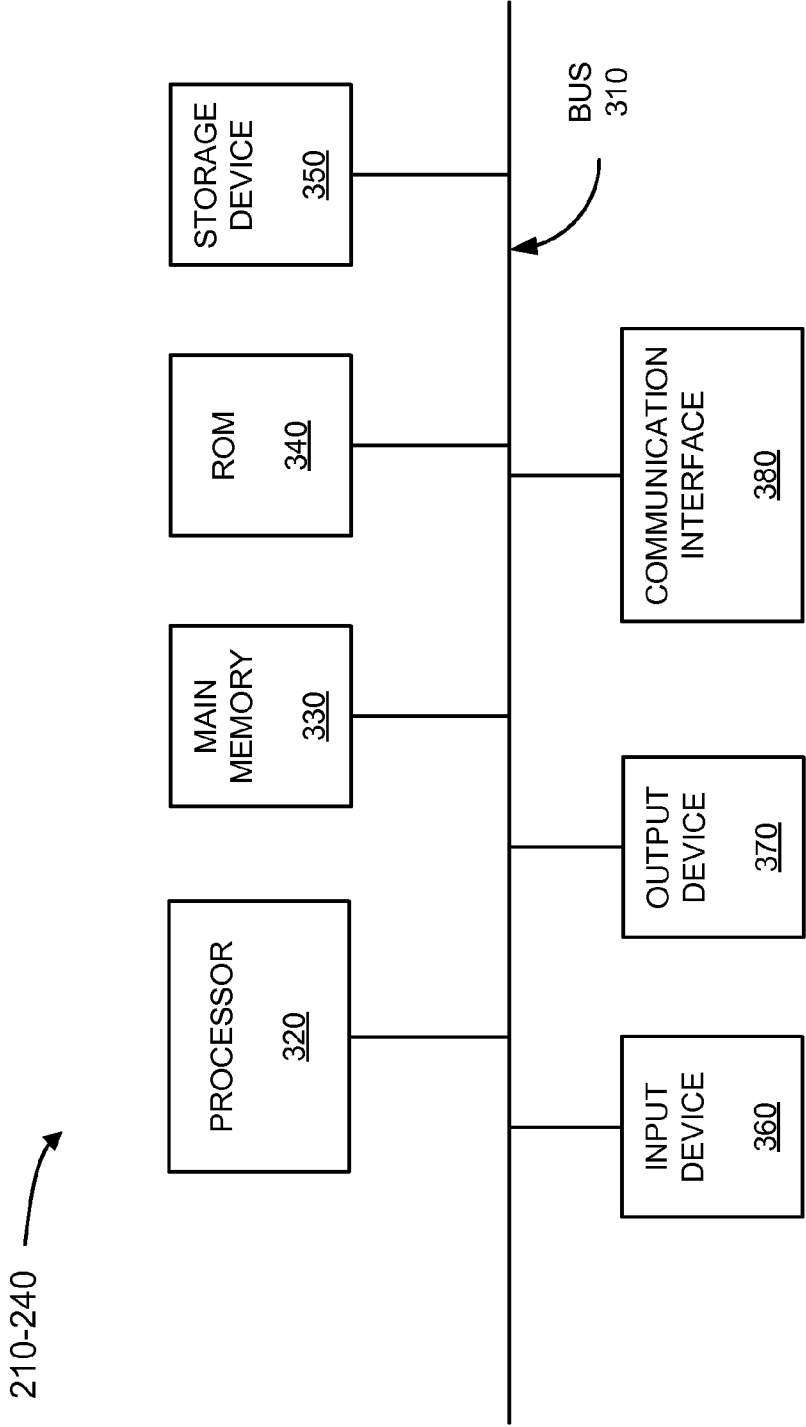 210-240
PROCESSOR
320
MAIN
MEMORY
330
ROM
340
STORAGE
DEVICE
350
BUS
310
INPUT
DEVICE
360
OUTPUT
DEVICE
370
COMMUNICATION
INTERFACE
380